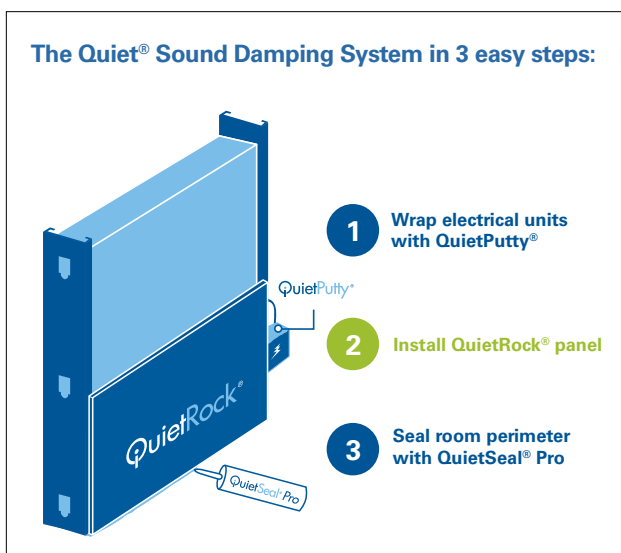 The Quiet® Sound Damping System in 3 easy steps:
1
Wrap electrical units
with QuietPutty®
QuietPutty®
2
Install QuietRock® panel
QuietRock®
3
Seal room perimeter
with QuietSeal® Pro
QuietSeal® Pro